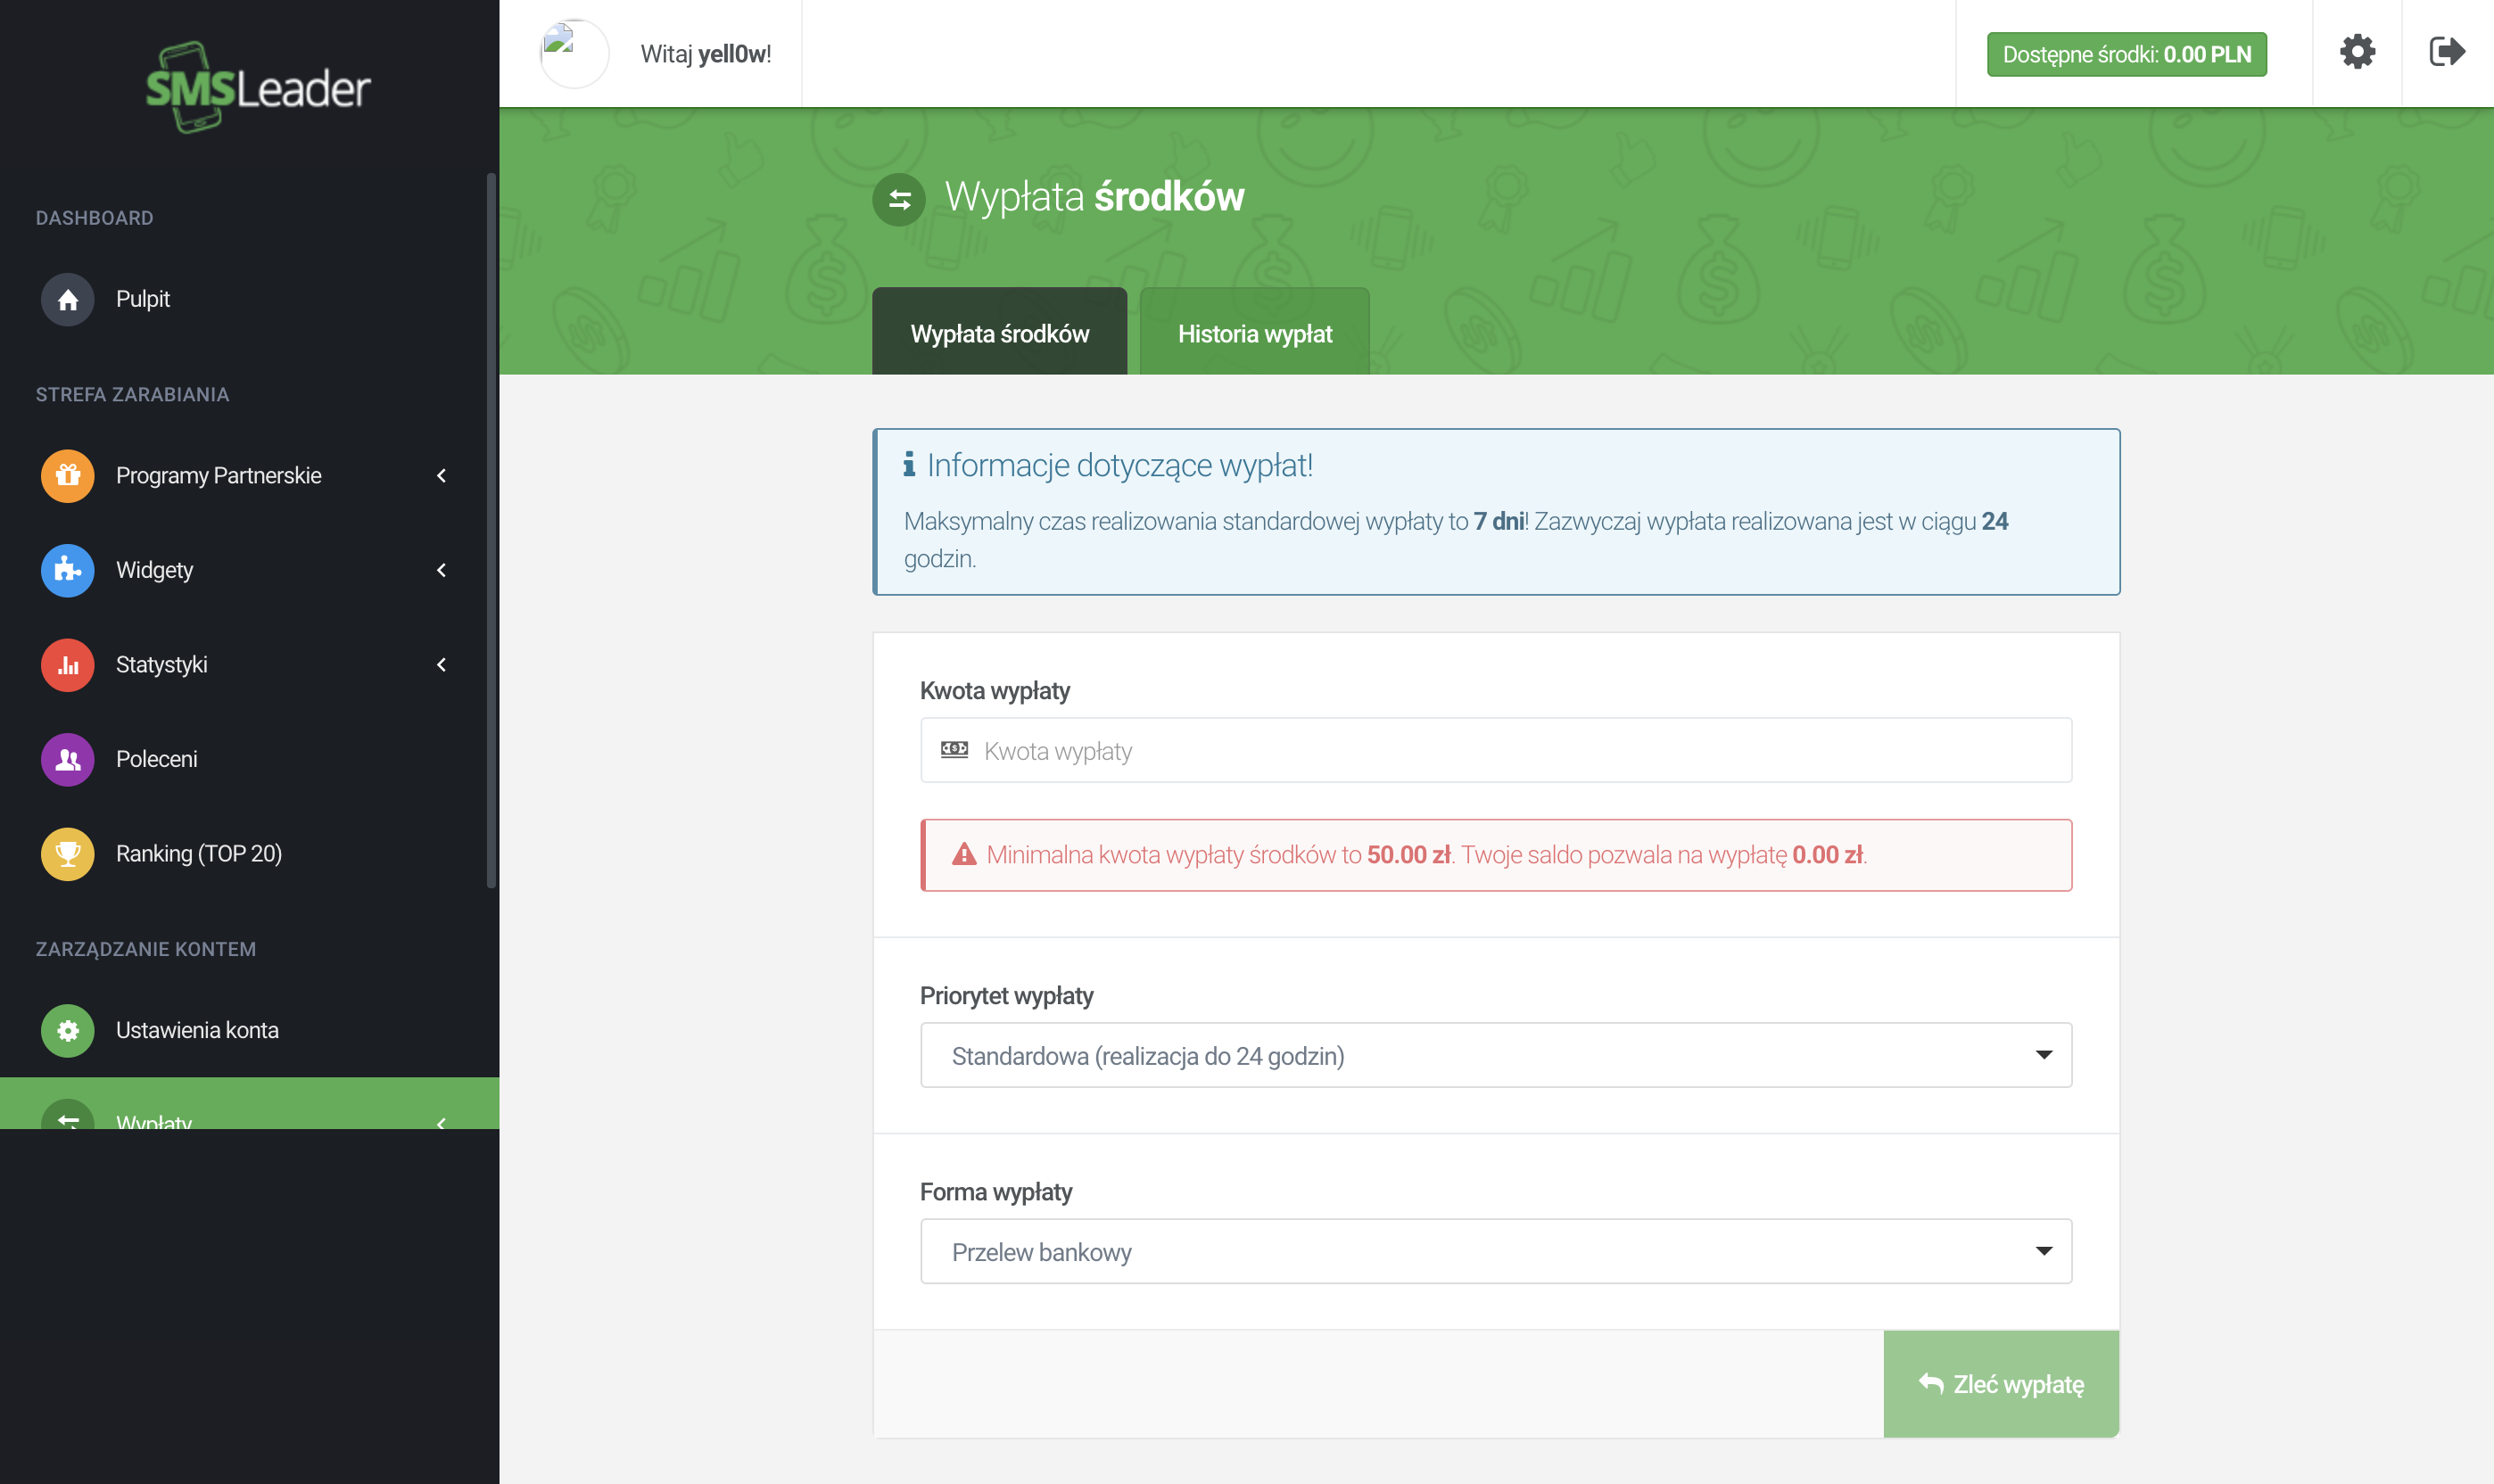 SMSLeader
Witaj yell0w!
Dostępne środki: 0.00 PLN
DASHBOARD
Pulpit
STREFA ZARABIANIA
Programy Partnerskie
Widgety
Statystyki
Poleceni
Ranking (TOP 20)
ZARZĄDZANIE KONTEM
Ustawienia konta
Wypłaty
Wypłata środków
Wypłata środków
Historia wypłat
Informacje dotyczące wypłat!
Maksymalny czas realizowania standardowej wypłaty to 7 dni! Zazwyczaj wypłata realizowana jest w ciągu 24
godzin.
Kwota wypłaty
Kwota wypłaty
Minimalna kwota wypłaty środków to 50.00 zł. Twoje saldo pozwala na wypłatę 0.00 zł.
Priorytet wypłaty
Standardowa (realizacja do 24 godzin)
Forma wypłaty
Przelew bankowy
Zleć wypłatę